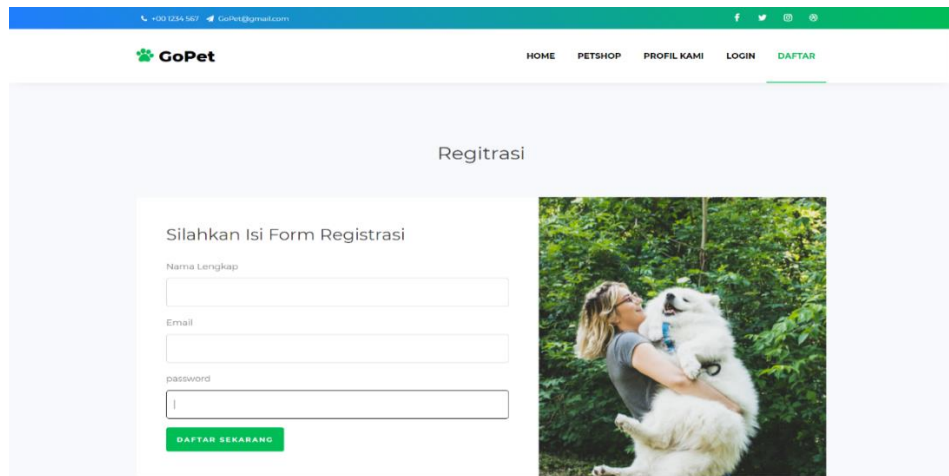 +00 1234 567 GoPet@gmail.com
GoPet HOME PETSHOP PROFIL KAMI LOGIN DAFTAR
Regitrasi
Silahkan Isi Form Registrasi
Nama Lengkap
Email
password
DAFTAR SEKARANG